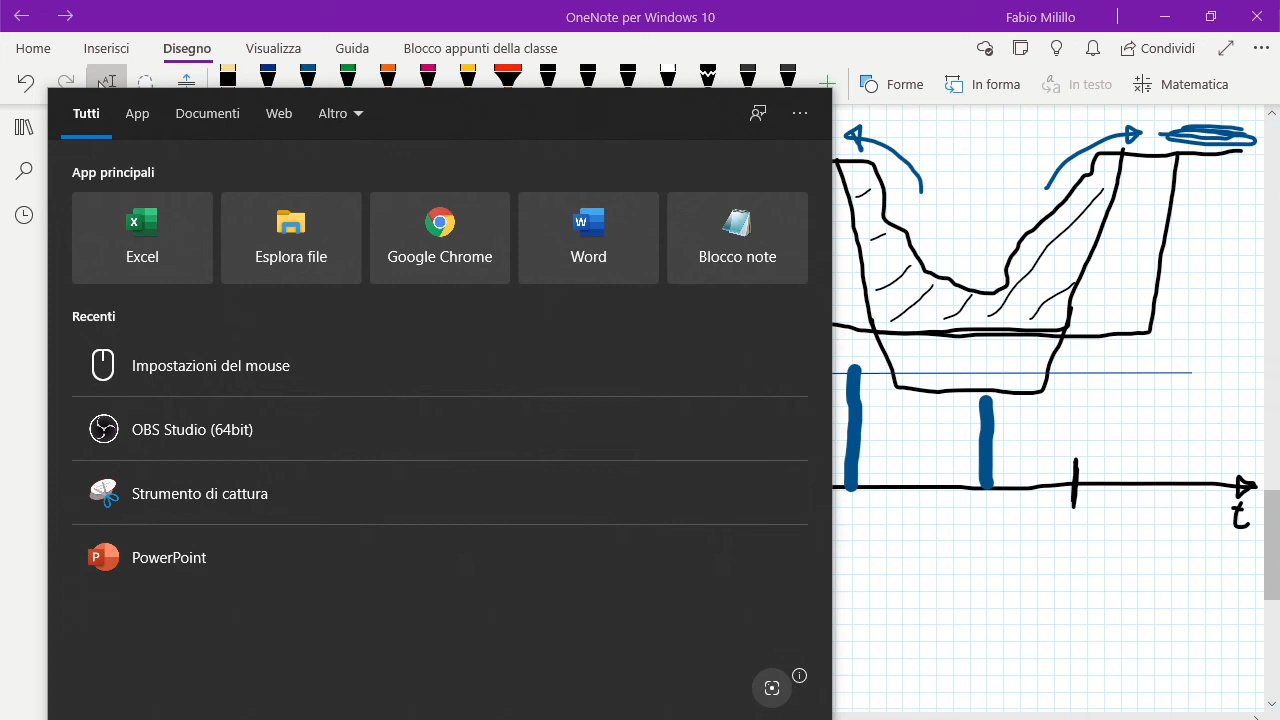 OneNote per Windows 10
Fabio Milillo
Home Inserisci Disegno Visualizza Guida Blocco appunti della classe
Condividi
Forme In forma In testo Matematica
Tutti App Documenti Web Altro
App principali
Excel Esplora file Google Chrome Word Blocco note
Recenti
Impostazioni del mouse
OBS Studio (64bit)
Strumento di cattura
PowerPoint
t